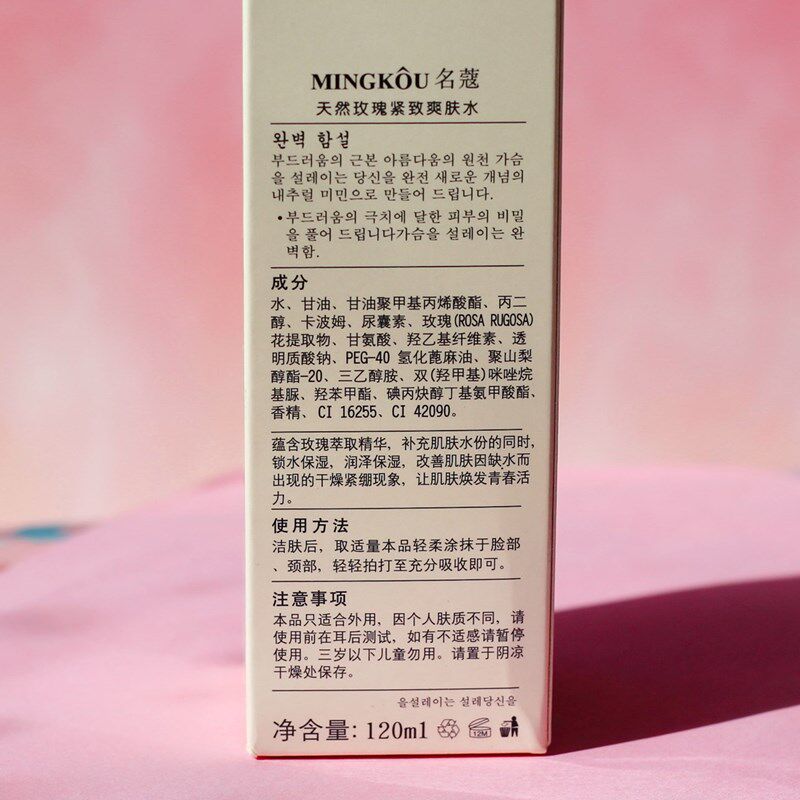 MINGKÔU 名蔻
天然玫瑰紧致爽肤水
완벽 함설
부드러움의 근본 아름다움의 원천 가슴
을 설레이는 당신을 완전 새로운 개념의
내추럴 미민으로 만들어 드립니다.
•부드러움의 극치에 달한 피부의 비밀
을 풀어 드립니다가슴을 설레이는 완
벽함.
成分
水、甘油、甘油聚甲基丙烯酸酯、丙二
醇、卡波姆、尿囊素、玫瑰(ROSA RUGOSA)
花提取物、甘氨酸、羟乙基纤维素、透
明质酸钠、PEG-40 氢化蓖麻油、聚山梨
醇酯-20、三乙醇胺、双(羟甲基)咪唑烷
基脲、羟苯甲酯、碘丙炔醇丁基氨甲酸酯、
香精、CI 16255、CI 42090。
蕴含玫瑰萃取精华，补充肌肤水份的同时，
锁水保湿，润泽保湿，改善肌肤因缺水而
出现的干燥紧绷现象，让肌肤焕发青春活
力。
使用方法
洁肤后，取适量本品轻柔涂抹于脸部
、颈部，轻轻拍打至充分吸收即可。
注意事项
本品只适合外用，因个人肤质不同，请
使用前在耳后测试，如有不适感请暂停
使用。三岁以下儿童勿用。请置于阴凉
干燥处保存。
을설레이는 설레당신을
净含量：120ml
12M